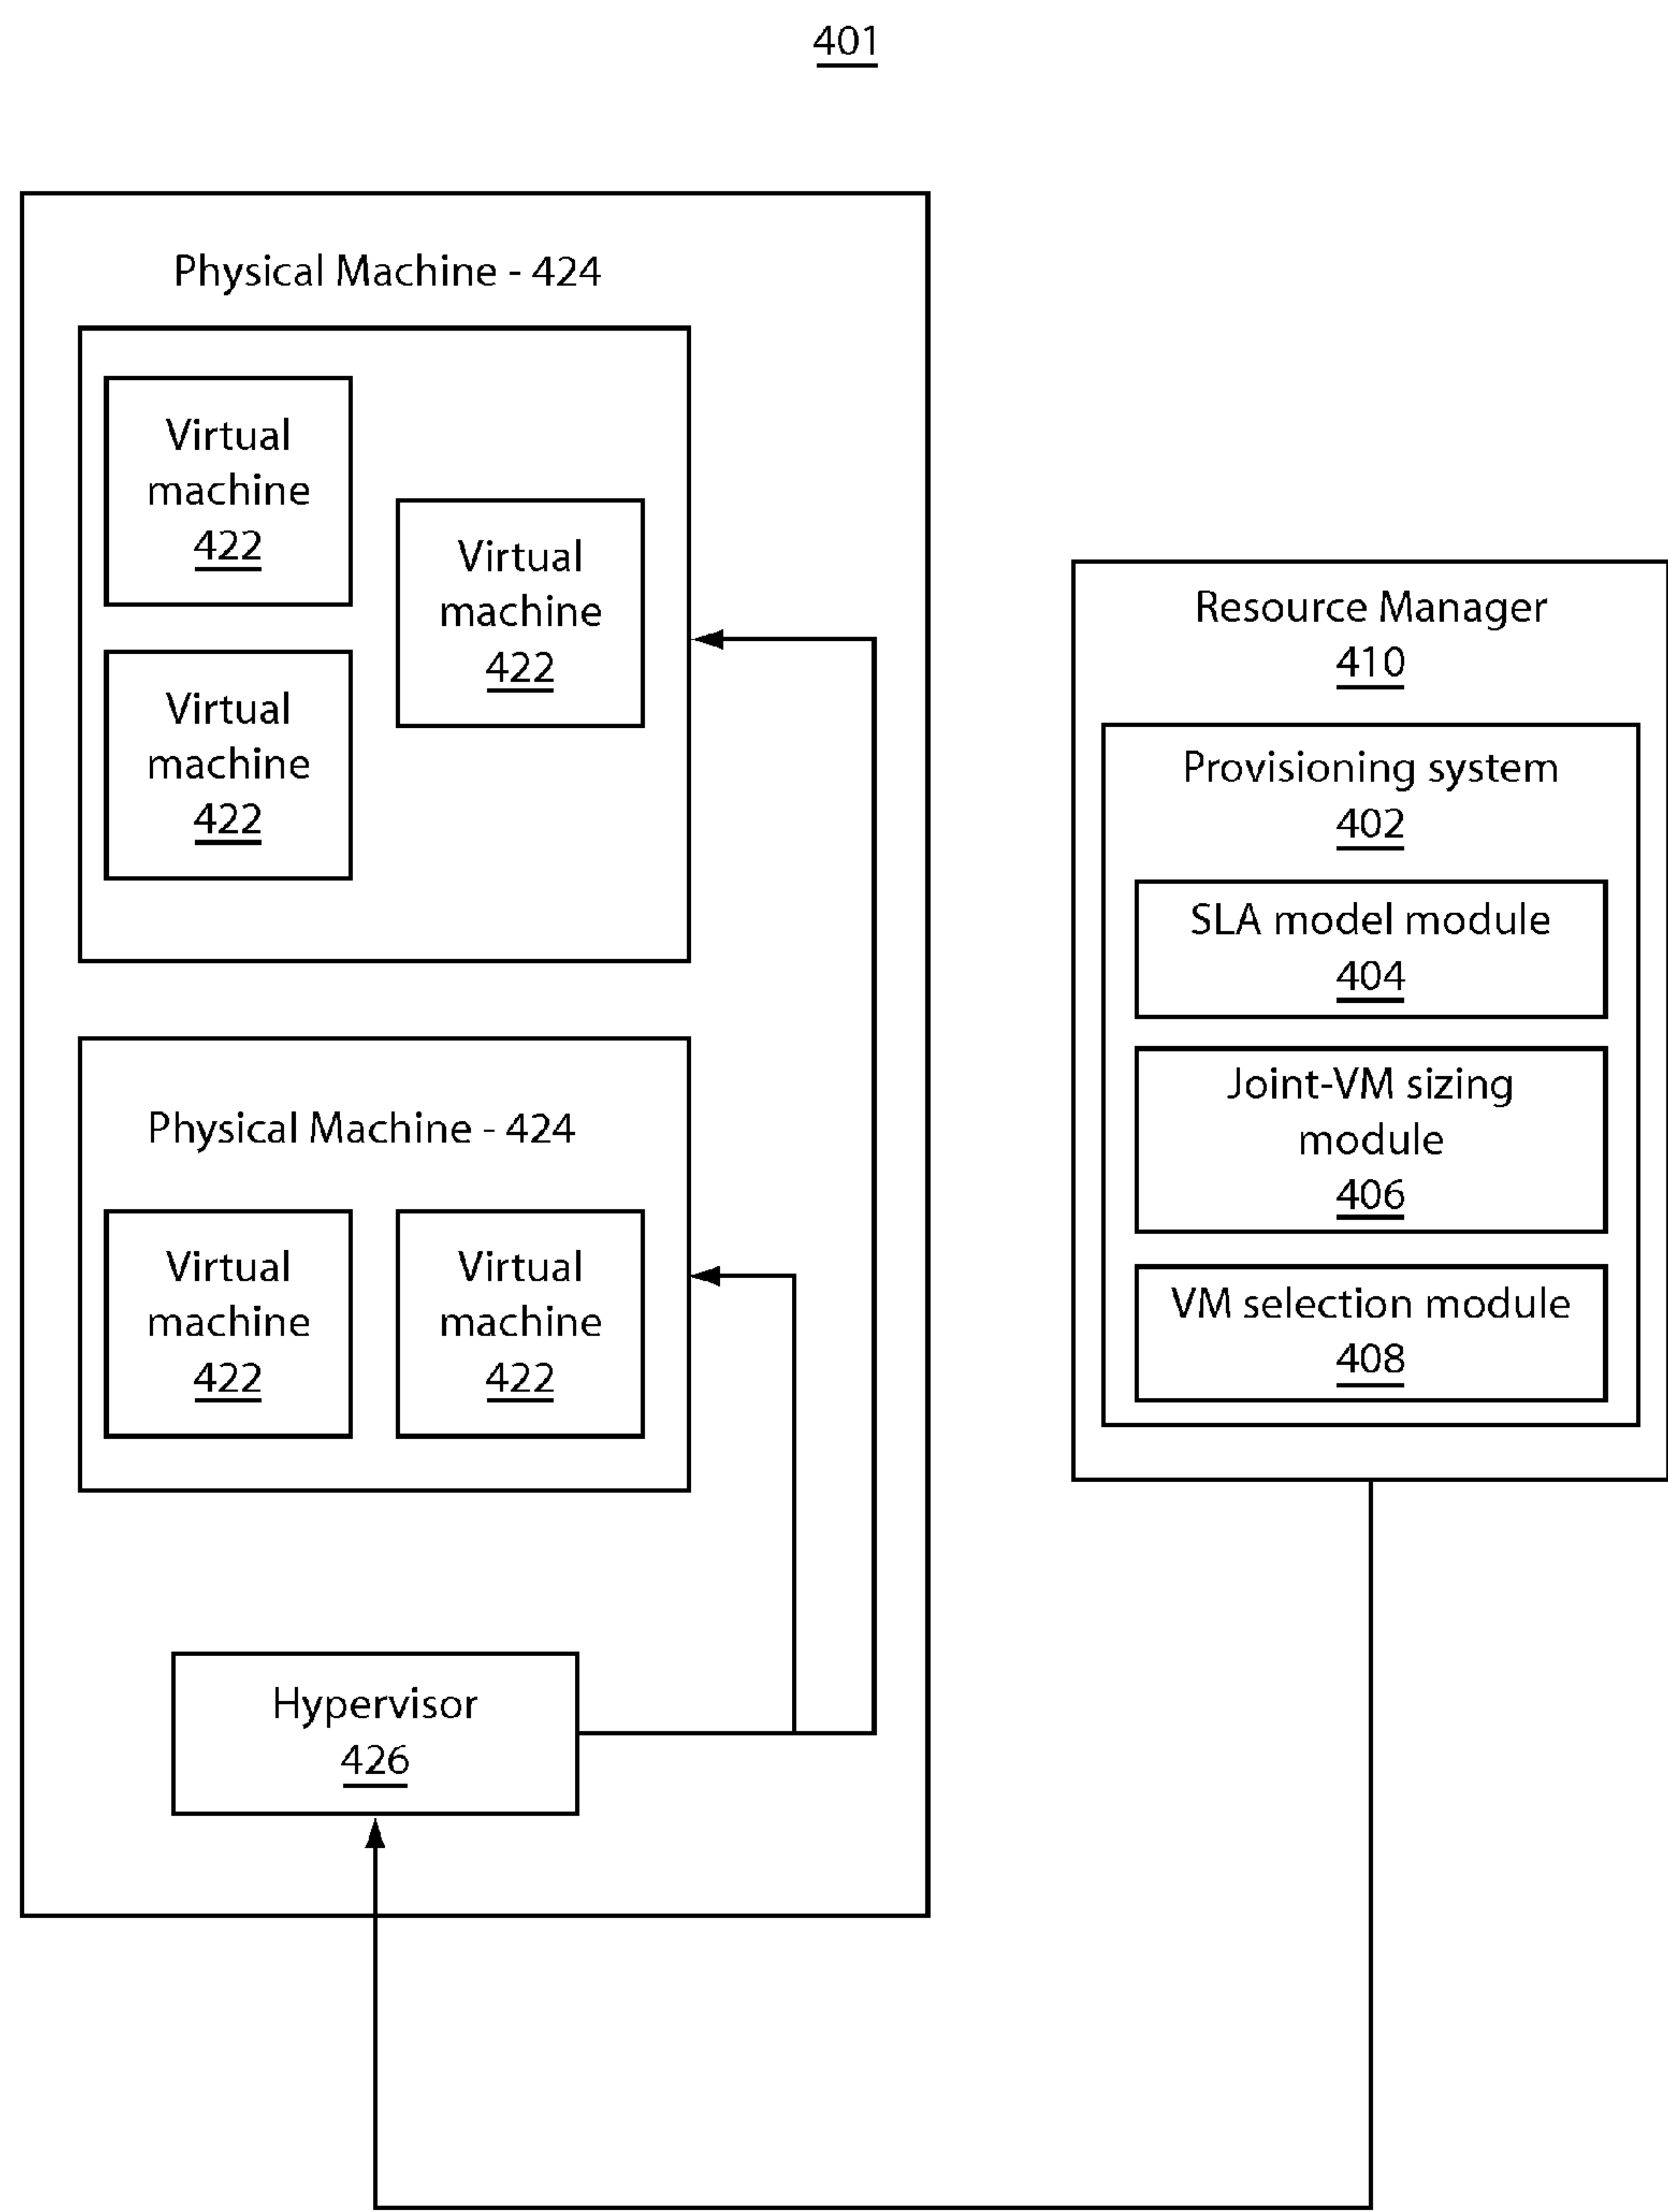 401
Physical Machine - 424
Virtual
machine
422
Virtual
machine
422
Virtual
machine
422
Physical Machine - 424
Virtual
machine
422
Virtual
machine
422
Hypervisor
426
Resource Manager
410
Provisioning system
402
SLA model module
404
Joint-VM sizing
module
406
VM selection module
408